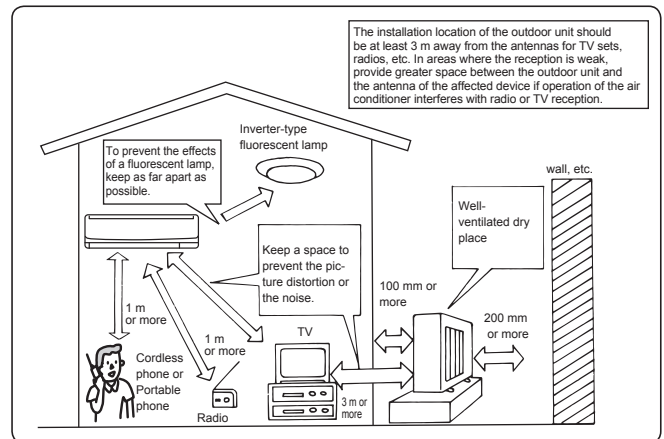 The installation location of the outdoor unit should
be at least 3 m away from the antennas for TV sets,
radios, etc. In areas where the reception is weak,
provide greater space between the outdoor unit and
the antenna of the affected device if operation of the air
conditioner interferes with radio or TV reception.
Inverter-type
fluorescent lamp
To prevent the effects
of a fluorescent lamp,
keep as far apart as
possible.
wall, etc.
Well-
ventilated dry
place
Keep a space to
prevent the pic-
ture distortion or
the noise.
100 mm or
more
200 mm
or more
1 m
or more
1 m
or more
TV
Cordless
phone or
Portable
phone
Radio
3 m or
more